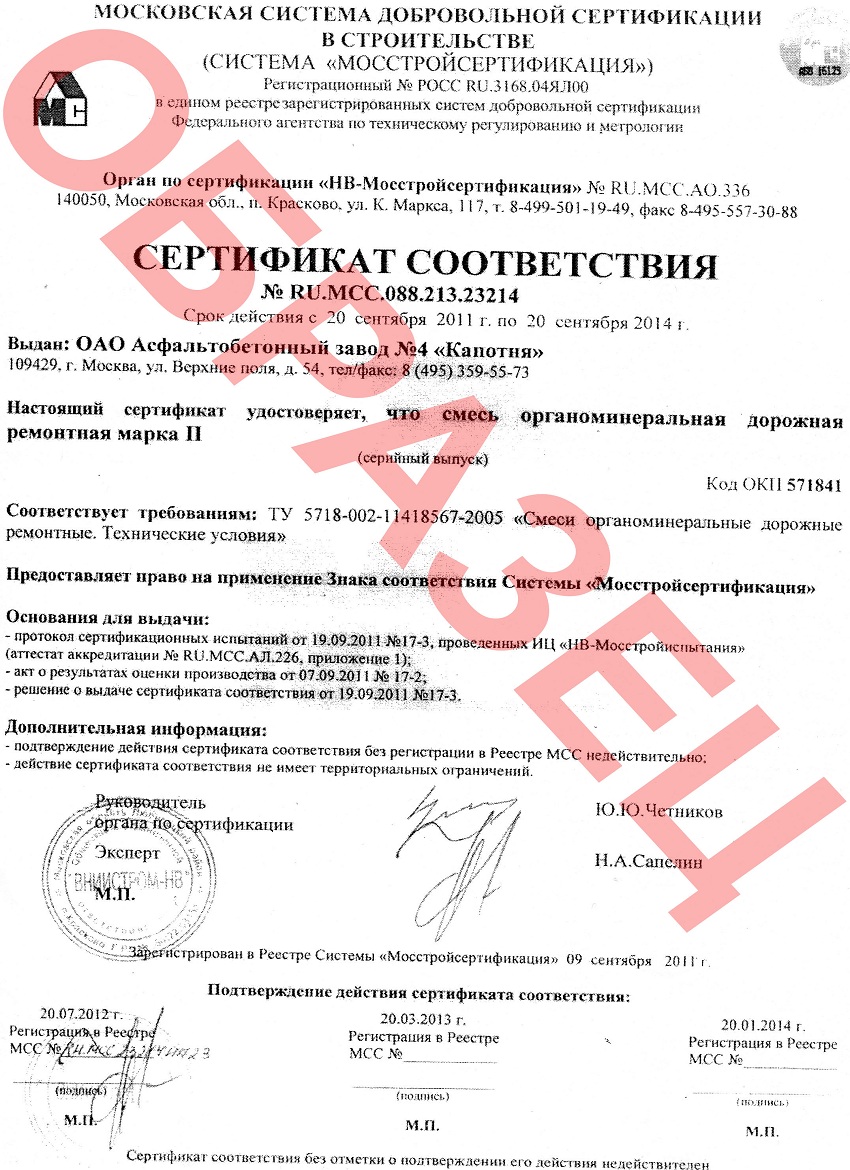 МОСКОВСКАЯ СИСТЕМА ДОБРОВОЛЬНОЙ СЕРТИФИКАЦИИ
В СТРОИТЕЛЬСТВЕ
(СИСТЕМА «МОССТРОЙСЕРТИФИКАЦИЯ»)
Регистрационный № РОСС RU.3168.04ЯЛ00
в едином реестре зарегистрированных систем добровольной сертификации
Федерального агентства по техническому регулированию и метрологии
МС
Орган по сертификации «НВ-Мосстройсертификация» № RU.МСС.АО.336
140050, Московская обл., п. Красково, ул. К. Маркса, 117, т. 8-499-501-19-49, факс 8-495-557-30-88
СЕРТИФИКАТ СООТВЕТСТВИЯ
№ RU.МСС.088.213.23214
Срок действия с 20 сентября 2011 г. по 20 сентября 2014 г.
Выдан: ОАО Асфальтобетонный завод №4 «Капотня»
109429, г. Москва, ул. Верхние поля, д. 54, тел/факс: 8 (495) 359-55-73
Настоящий сертификат удостоверяет, что смесь органоминеральная дорожная
ремонтная марка П
(серийный выпуск)
Код ОКП 571841
Соответствует требованиям: ТУ 5718-002-11418567-2005 «Смеси органоминеральные дорожные
ремонтные. Технические условия»
Предоставляет право на применение Знака соответствия Системы «Мосстройсертификация»
Основания для выдачи:
- протокол сертификационных испытаний от 19.09.2011 №17-3, проведенных ИЦ «НВ-Мосстройиспытания»
(аттестат аккредитации № RU.МСС.АЛ.226, приложение 1);
- акт о результатах оценки производства от 07.09.2011 № 17-2;
- решение о выдаче сертификата соответствия от 19.09.2011 №17-3.
Дополнительная информация:
- подтверждение действия сертификата соответствия без регистрации в Реестре МСС недействительно;
- действие сертификата соответствия не имеет территориальных ограничений.
Руководитель
органа по сертификации
Ю.Ю.Четников
Эксперт
Н.А.Сапелин
"ВНИИСТРОМ-НВ"
М.П.
Зарегистрирован в Реестре Системы «Мосстройсертификация» 09 сентября 2011 г.
Подтверждение действия сертификата соответствия:
20.07.2012 г.
Регистрация в Реестре
МСС №
(подпись)
М.П.
20.03.2013 г.
Регистрация в Реестре
МСС №
(подпись)
М.П.
20.01.2014 г.
Регистрация в Реестре
МСС №
(подпись)
М.П.
Сертификат соответствия без отметки о подтверждении его действия недействителен
ОБРАЗЕЦ